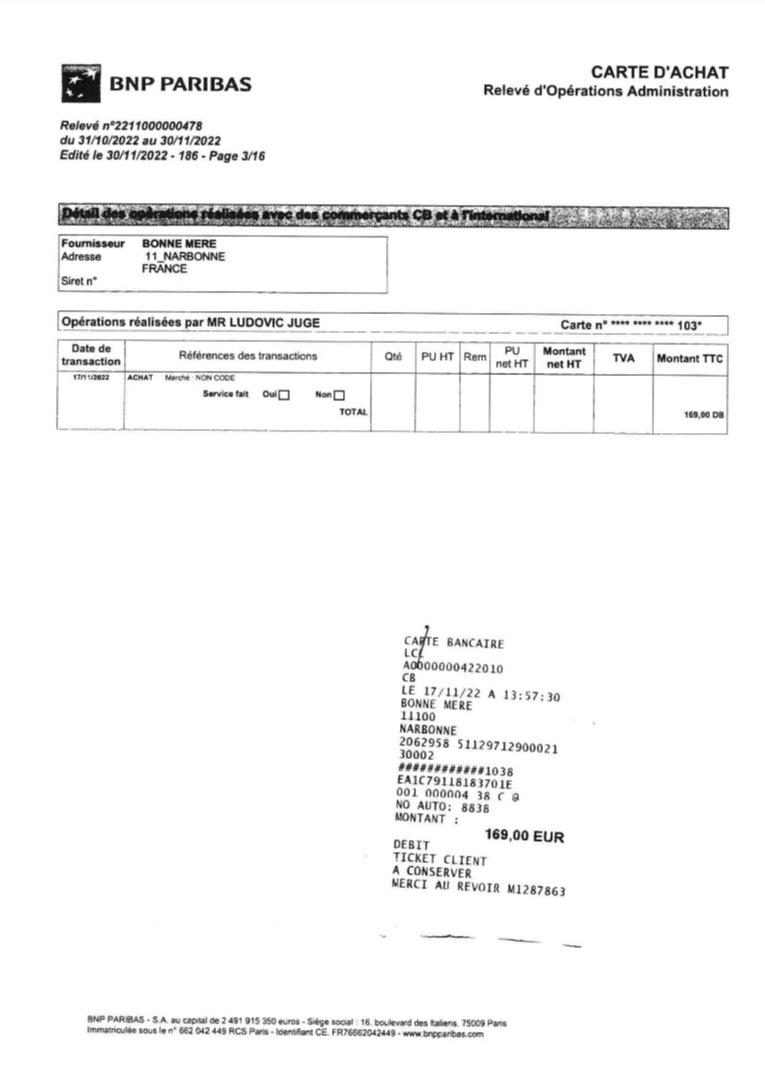 BNP PARIBAS
CARTE D'ACHAT
Relevé d'Opérations Administration
Relevé n°2211000000478
du 31/10/2022 au 30/11/2022
Edité le 30/11/2022 - 186 - Page 3/16
Détail des opérations réalisées avec des commerçants CB et à l'international
Fournisseur BONNE MERE
Adresse 11_NARBONNE
FRANCE
Siret n°
Opérations réalisées par MR LUDOVIC JUGE Carte n° **** **** **** 103*
Date de transaction Références des transactions Qté PU HT Rem PU net HT Montant net HT TVA Montant TTC
17/11/2022 ACHAT Marché : NON CODE
Service fait Oui Non
TOTAL 169,00 DB
CARTE BANCAIRE
LCL
A0000000422010
CB
LE 17/11/22 A 13:57:30
BONNE MERE
11100
NARBONNE
2062958 51129712900021
30002
############1038
EA1C79118183701E
001 000004 38 C @
NO AUTO: 8838
MONTANT :
169,00 EUR
DEBIT
TICKET CLIENT
A CONSERVER
MERCI AU REVOIR M1287863
BNP PARIBAS - S.A. au capital de 2 491 915 350 euros - Siège social : 16, boulevard des Italiens, 75009 Paris
Immatriculée sous le n° 662 042 449 RCS Paris - Identifiant CE. FR76662042449 - www.bnpparibas.com